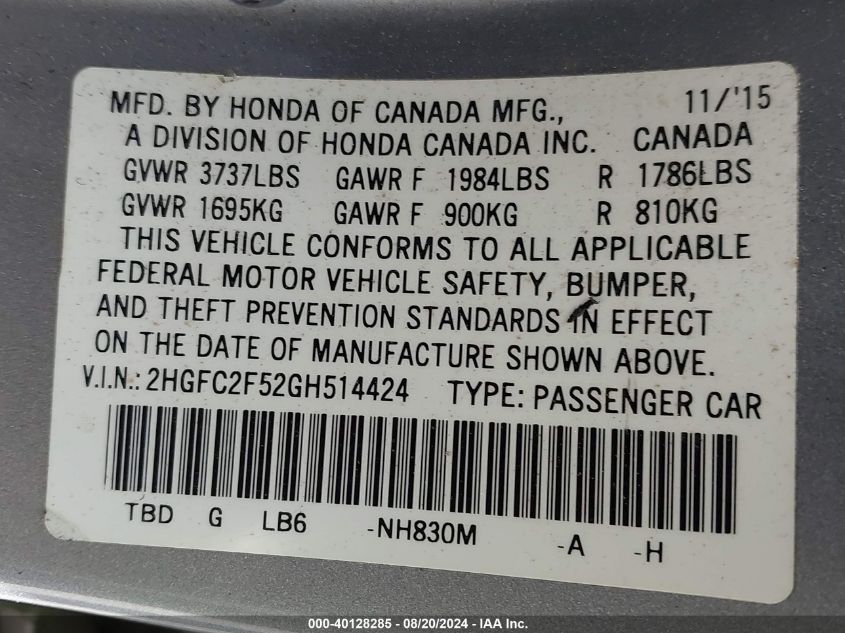 MFD. BY HONDA OF CANADA MFG., 11/'15
A DIVISION OF HONDA CANADA INC. CANADA
GVWR 3737LBS GAWR F 1984LBS R 1786LBS
GVWR 1695KG GAWR F 900KG R 810KG
THIS VEHICLE CONFORMS TO ALL APPLICABLE
FEDERAL MOTOR VEHICLE SAFETY, BUMPER,
AND THEFT PREVENTION STANDARDS IN EFFECT
ON THE DATE OF MANUFACTURE SHOWN ABOVE.
V.I.N.: 2HGFC2F52GH514424 TYPE: PASSENGER CAR
TBD G LB6 -NH830M -A -H
000-40128285 - 08/20/2024 - IAA Inc.